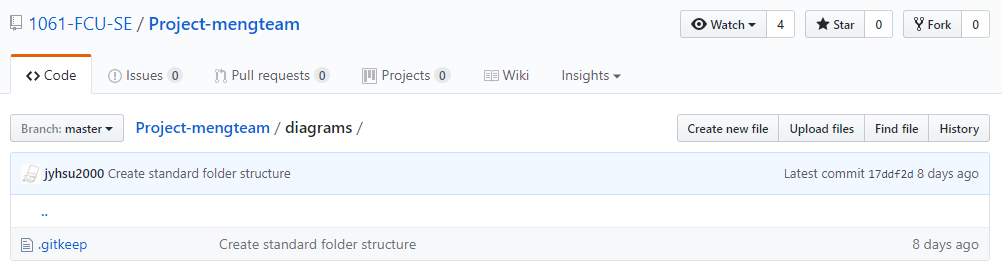 1061-FCU-SE / Project-mengteam Watch 4 Star 0 Fork 0
Code Issues 0 Pull requests 0 Projects 0 Wiki Insights
Branch: master Project-mengteam / diagrams / Create new file Upload files Find file History
jyhsu2000 Create standard folder structure Latest commit 17ddf2d 8 days ago
..
.gitkeep Create standard folder structure 8 days ago